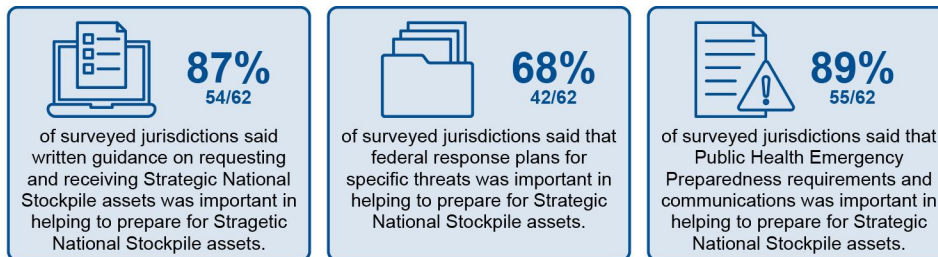 87%
54/62
of surveyed jurisdictions said
written guidance on requesting
and receiving Strategic National
Stockpile assets was important in
helping to prepare for Stragetic
National Stockpile assets.
68%
42/62
of surveyed jurisdictions said that
federal response plans for
specific threats was important in
helping to prepare for Strategic
National Stockpile assets.
89%
55/62
of surveyed jurisdictions said that
Public Health Emergency
Preparedness requirements and
communications was important in
helping to prepare for Strategic
National Stockpile assets.